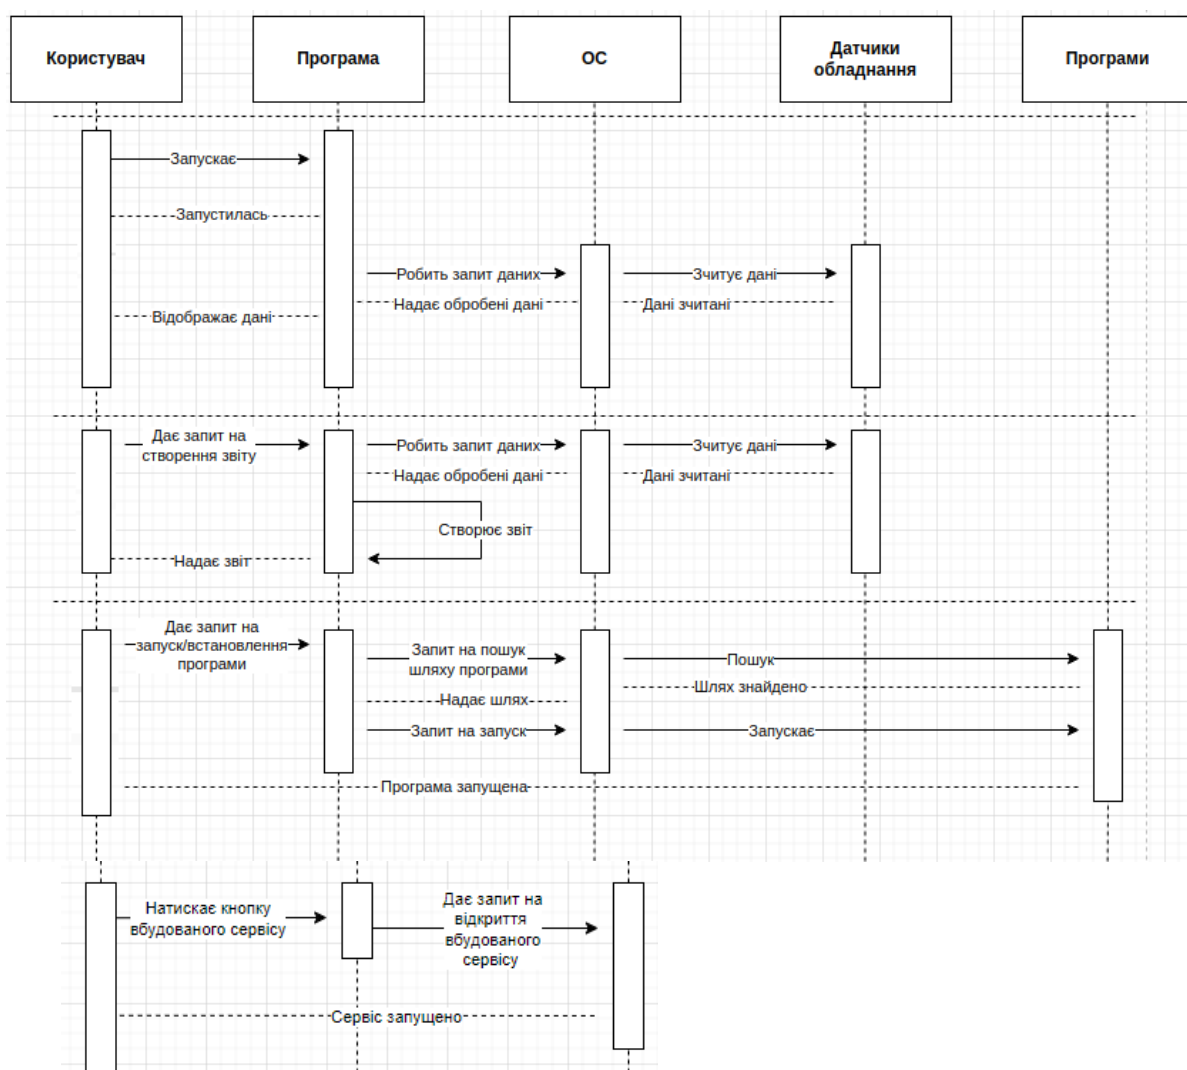 Користувач
Програма
ОС
Датчики
обладнання
Програми
Запускає
Запустилась
Робить запит даних
Зчитує дані
Надає обробені дані
Дані зчитані
Відображає дані
Дає запит на
створення звіту
Робить запит даних
Зчитує дані
Надає обробені дані
Дані зчитані
Створює звіт
Надає звіт
Дає запит на
запуск/встановлення
програми
Запит на пошук
шляху програми
Пошук
Шлях знайдено
Надає шлях
Запит на запуск
Запускає
Програма запущена
Натискає кнопку
вбудованого сервісу
Дає запит на
відкриття
вбудованого
сервісу
Сервіс запущено